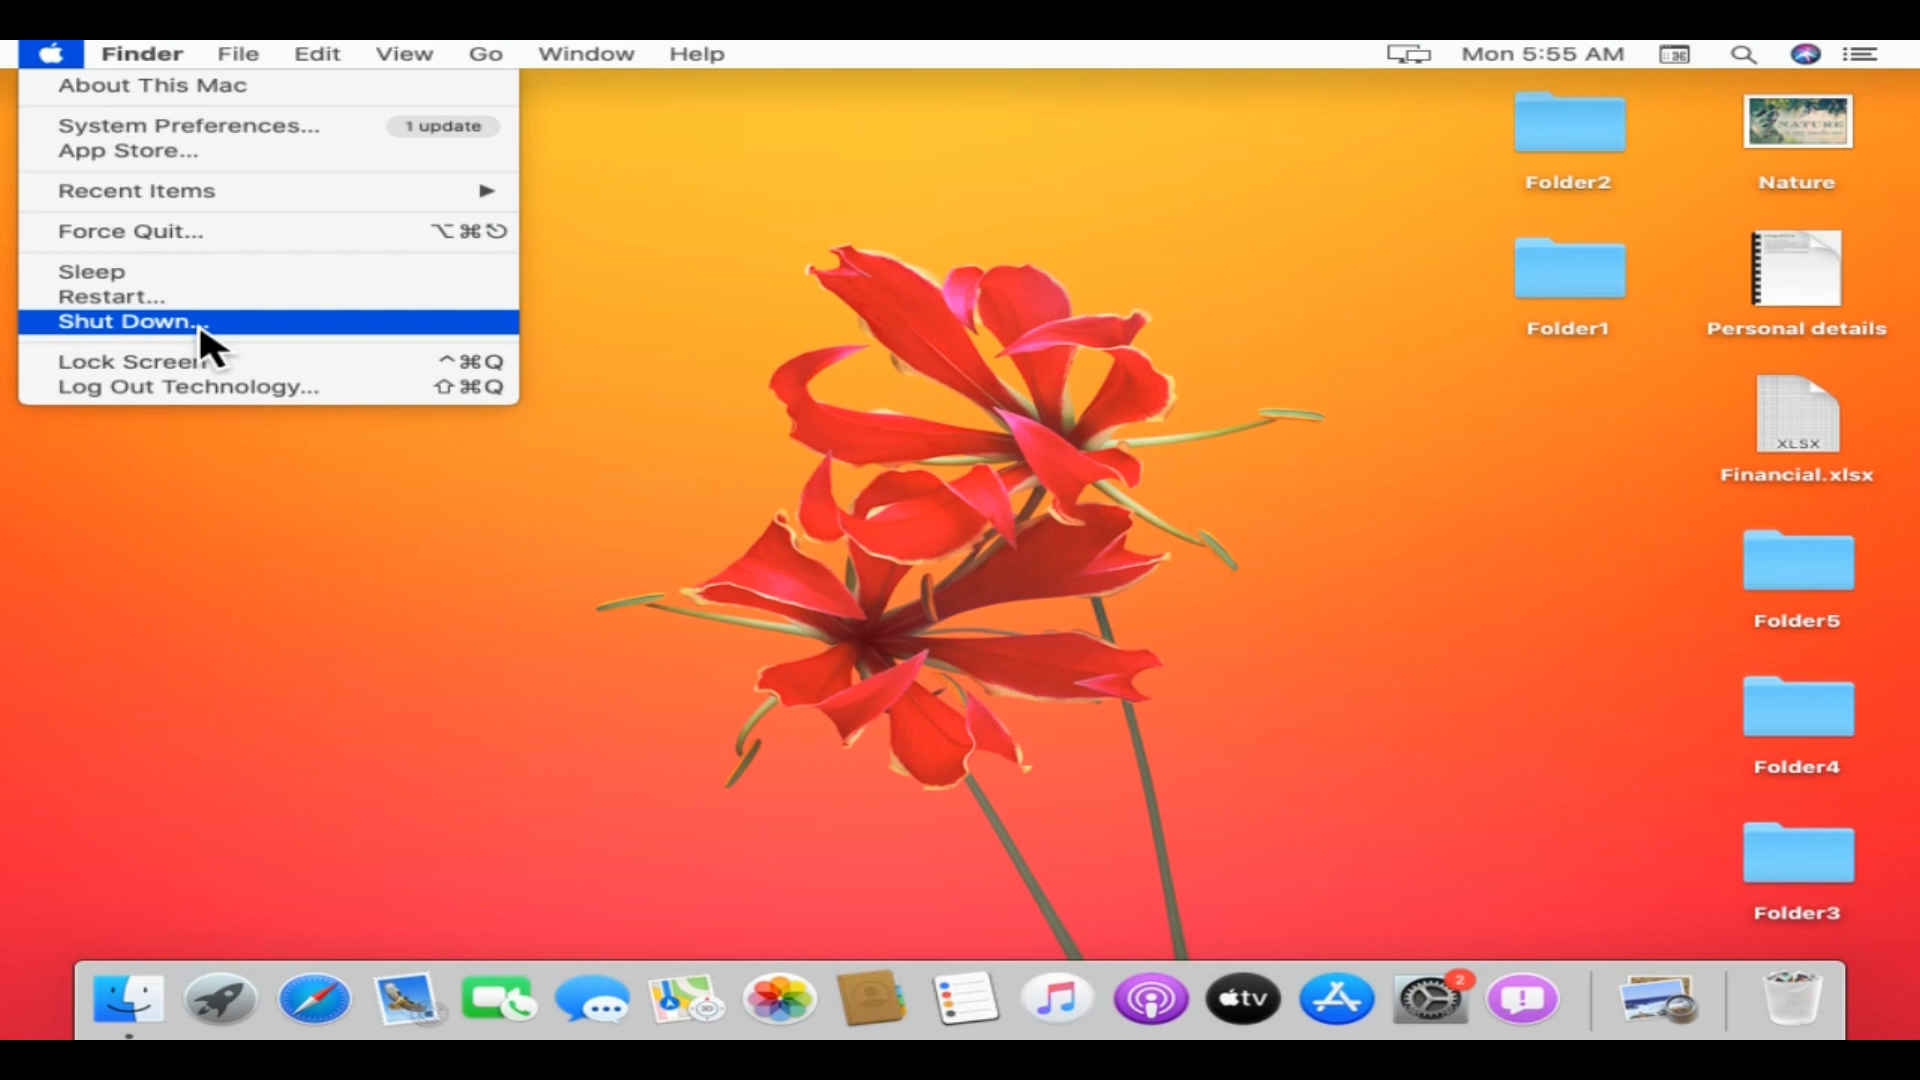 Finder File Edit View Go Window Help Mon 5:55 AM
About This Mac
System Preferences... 1 update
App Store...
Recent Items
Force Quit... ⌥⌘⎋
Sleep
Restart...
Shut Down...
Lock Screen ^⌘Q
Log Out Technology... ⇧⌘Q
Folder2
Nature
NATURE
Folder1
Personal details
XLSX
Financial.xlsx
Folder5
Folder4
Folder3
3D
tv
2